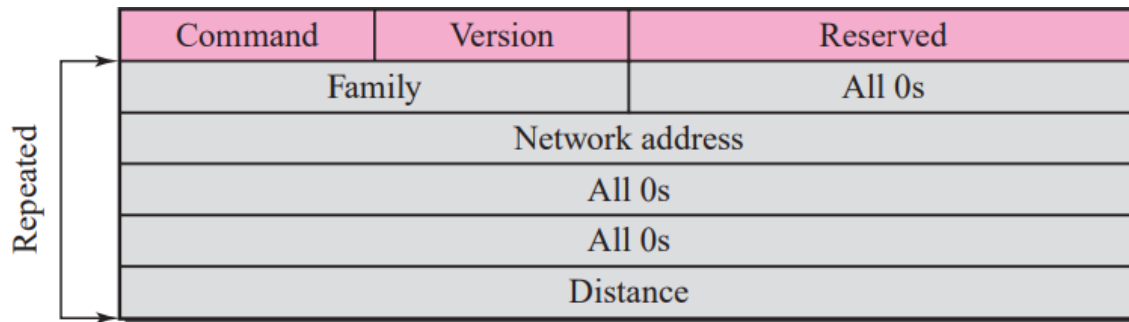 Command Version Reserved
Family All 0s
Network address
All 0s
All 0s
Distance
Repeated